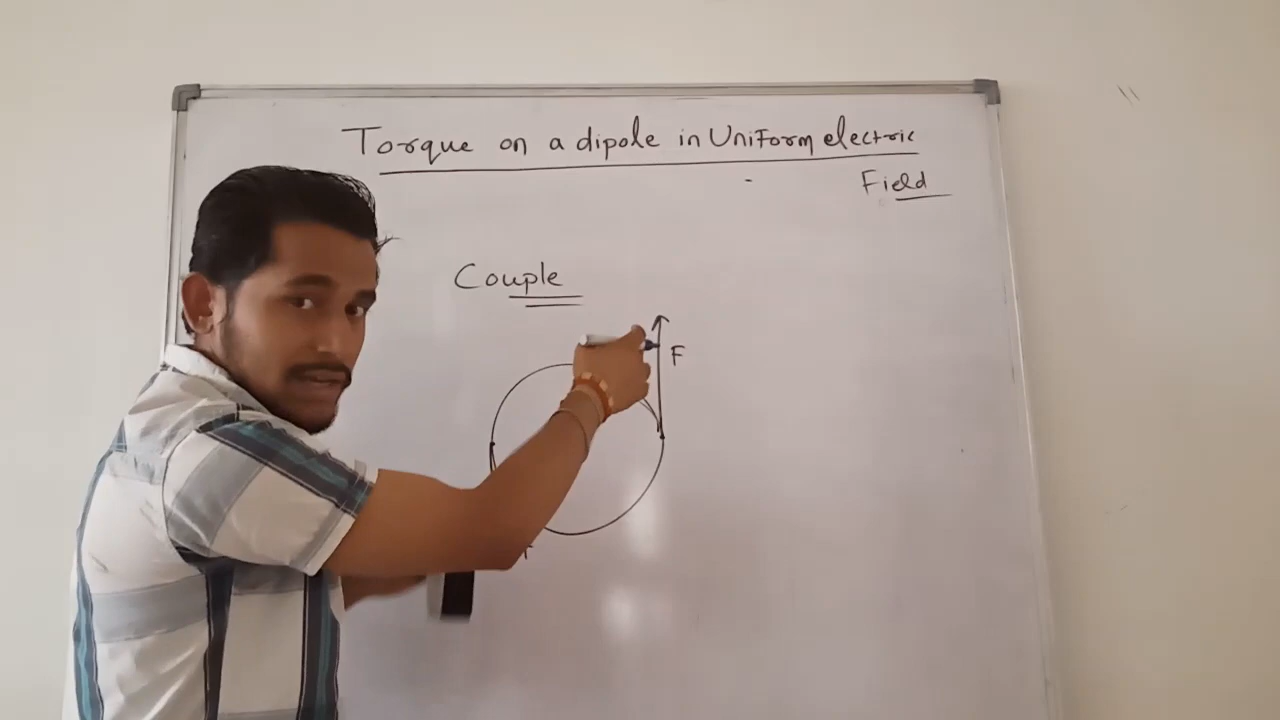 Torque on a dipole in UniForm electric
Field
Couple
F